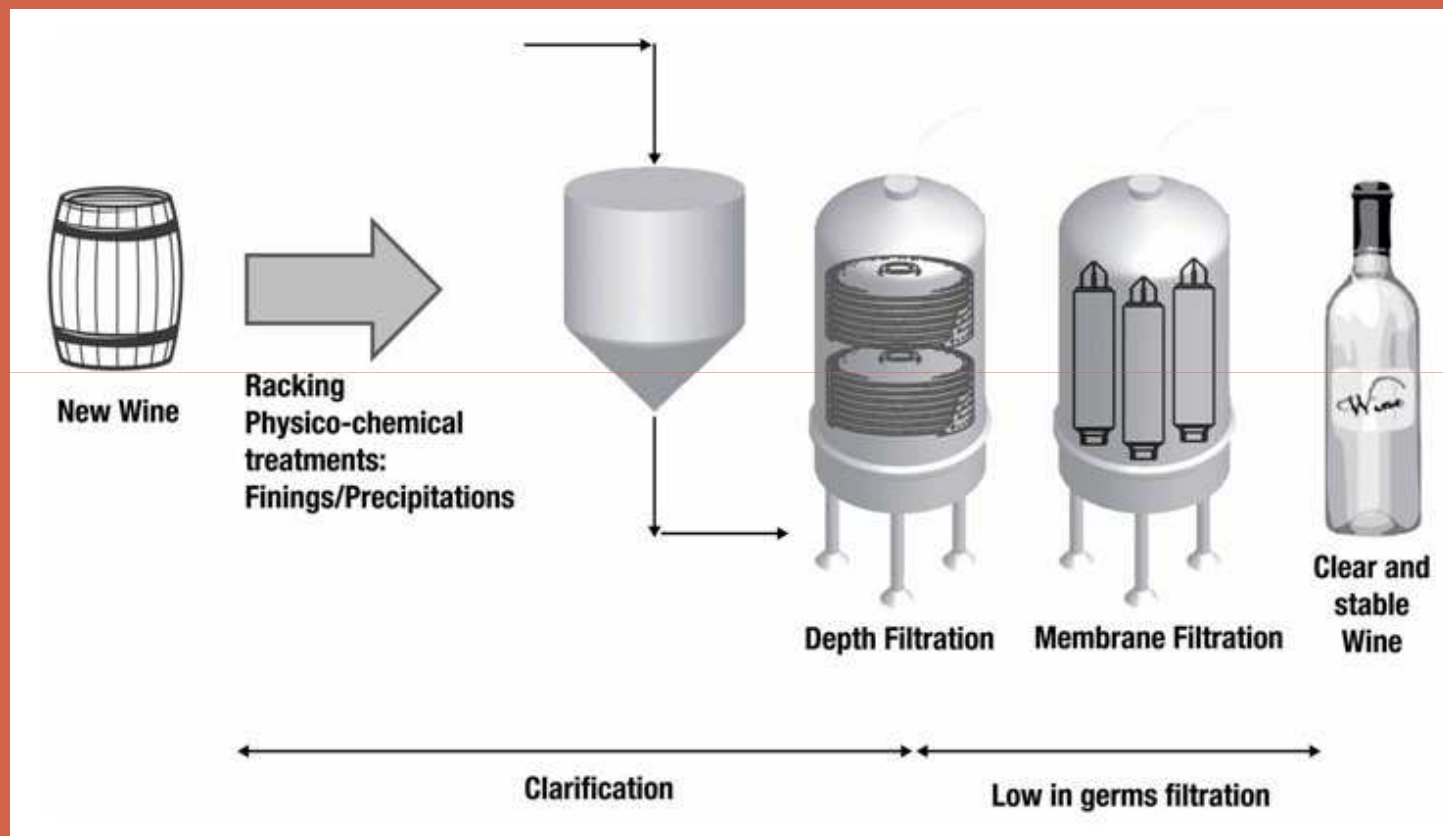 New Wine
Racking
Physico-chemical
treatments:
Finings/Precipitations
Depth Filtration
Membrane Filtration
Wine
Clear and
stable
Wine
Clarification
Low in germs filtration